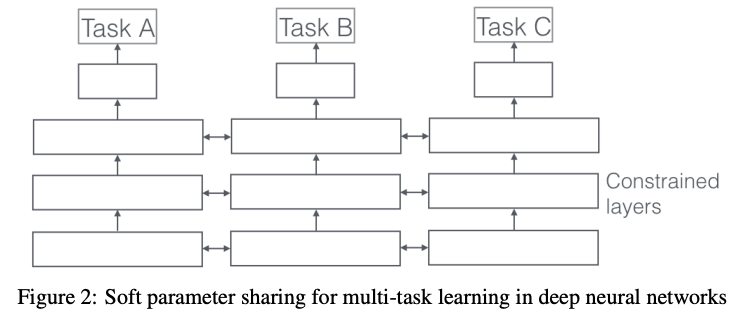 Task A
Task B
Task C
Constrained
layers
Figure 2: Soft parameter sharing for multi-task learning in deep neural networks